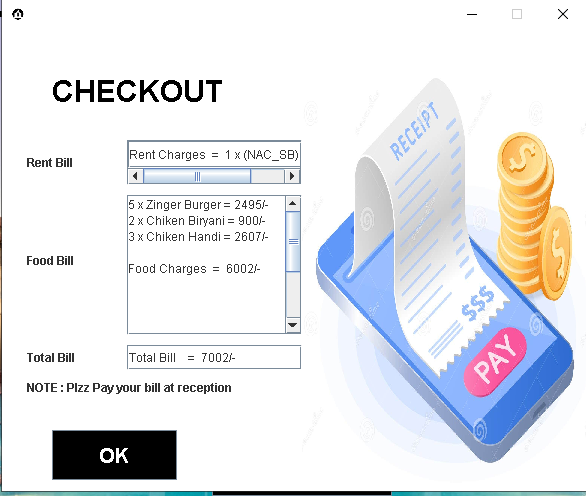 CHECKOUT
Rent Bill
Rent Charges = 1 x (NAC_SB)
5 x Zinger Burger = 2495/-
2 x Chiken Biryani = 900/-
3 x Chiken Handi = 2607/-
Food Charges = 6002/-
Food Bill
Total Bill
Total Bill = 7002/-
NOTE : Plzz Pay your bill at reception
OK
RECEIPT
$$$
PAY